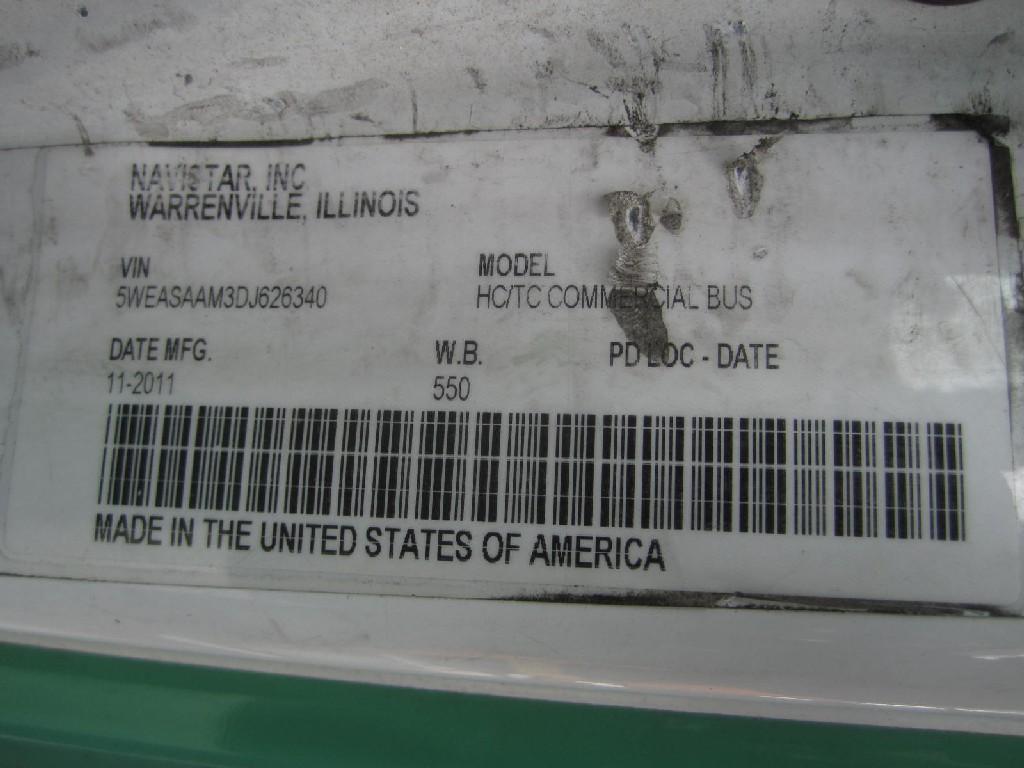 NAVISTAR, INC
WARRENVILLE, ILLINOIS
VIN MODEL
5WEASAAM3DJ626340 HC/TC COMMERCIAL BUS
DATE MFG. W.B. PD LOC - DATE
11-2011 550
MADE IN THE UNITED STATES OF AMERICA